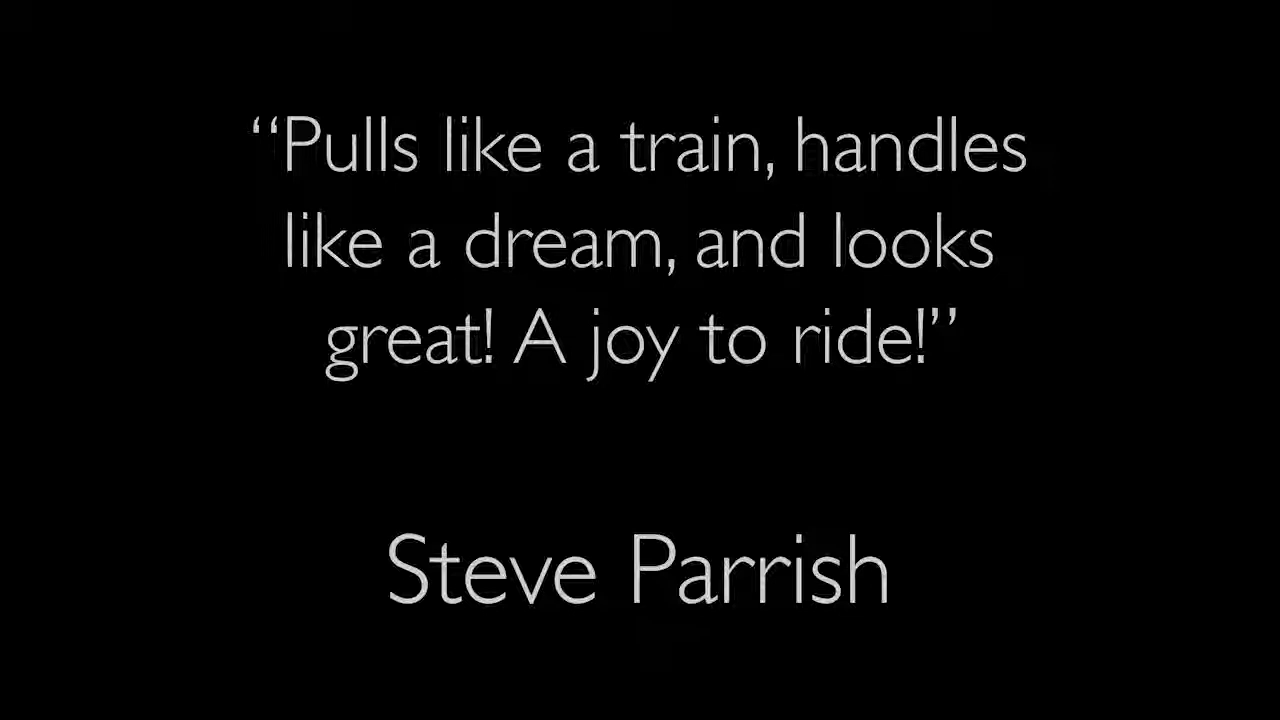 “Pulls like a train, handles
like a dream, and looks
great! A joy to ride!”
Steve Parrish